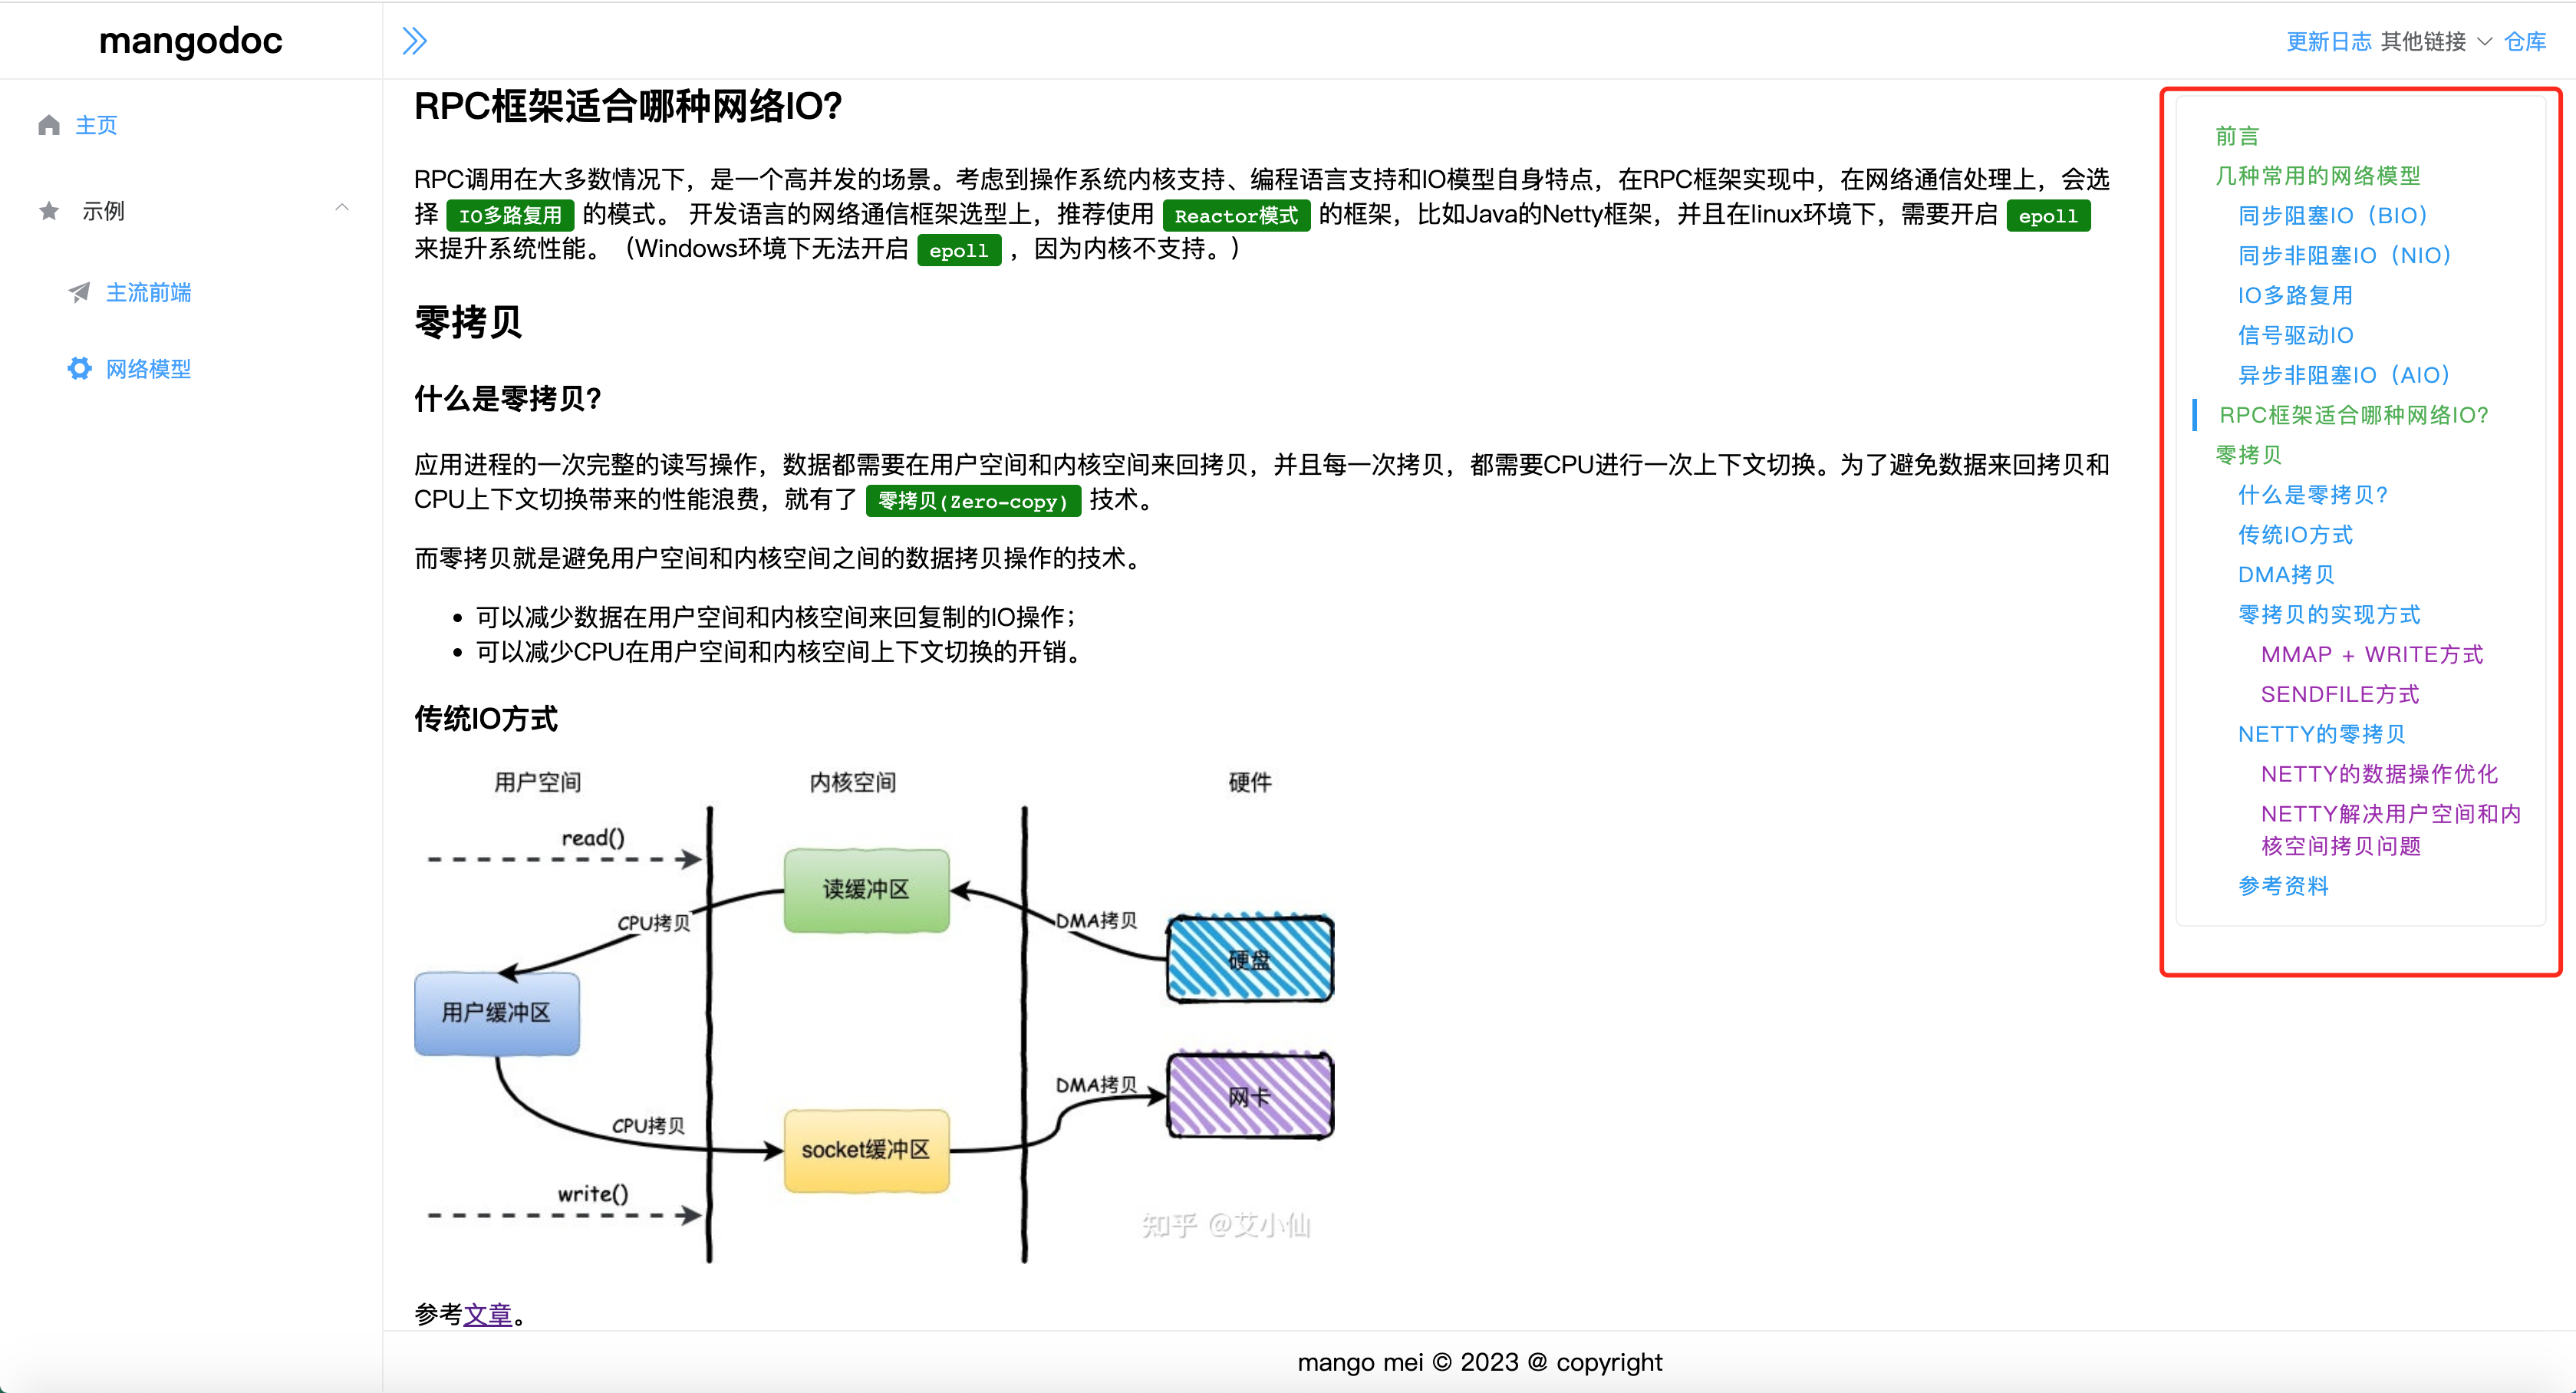 mangodoc
更新日志 其他链接 仓库
主页
示例
主流前端
网络模型
RPC框架适合哪种网络IO?
RPC调用在大多数情况下，是一个高并发的场景。考虑到操作系统内核支持、编程语言支持和IO模型自身特点，在RPC框架实现中，在网络通信处理上，会选
择 IO多路复用 的模式。 开发语言的网络通信框架选型上，推荐使用 Reactor模式 的框架，比如Java的Netty框架，并且在linux环境下，需要开启 epoll
来提升系统性能。（Windows环境下无法开启 epoll ，因为内核不支持。）
零拷贝
什么是零拷贝?
应用进程的一次完整的读写操作，数据都需要在用户空间和内核空间来回拷贝，并且每一次拷贝，都需要CPU进行一次上下文切换。为了避免数据来回拷贝和
CPU上下文切换带来的性能浪费，就有了 零拷贝(Zero-copy) 技术。
而零拷贝就是避免用户空间和内核空间之间的数据拷贝操作的技术。
• 可以减少数据在用户空间和内核空间来回复制的IO操作；
• 可以减少CPU在用户空间和内核空间上下文切换的开销。
传统IO方式
用户空间 内核空间 硬件
read()
读缓冲区
CPU拷贝
DMA拷贝
硬盘
用户缓冲区
DMA拷贝
网卡
CPU拷贝
socket缓冲区
write()
知乎 @艾小仙
参考文章。
前言
几种常用的网络模型
同步阻塞IO（BIO）
同步非阻塞IO（NIO）
IO多路复用
信号驱动IO
异步非阻塞IO（AIO）
RPC框架适合哪种网络IO?
零拷贝
什么是零拷贝?
传统IO方式
DMA拷贝
零拷贝的实现方式
MMAP + WRITE方式
SENDFILE方式
NETTY的零拷贝
NETTY的数据操作优化
NETTY解决用户空间和内
核空间拷贝问题
参考资料
mango mei © 2023 @ copyright